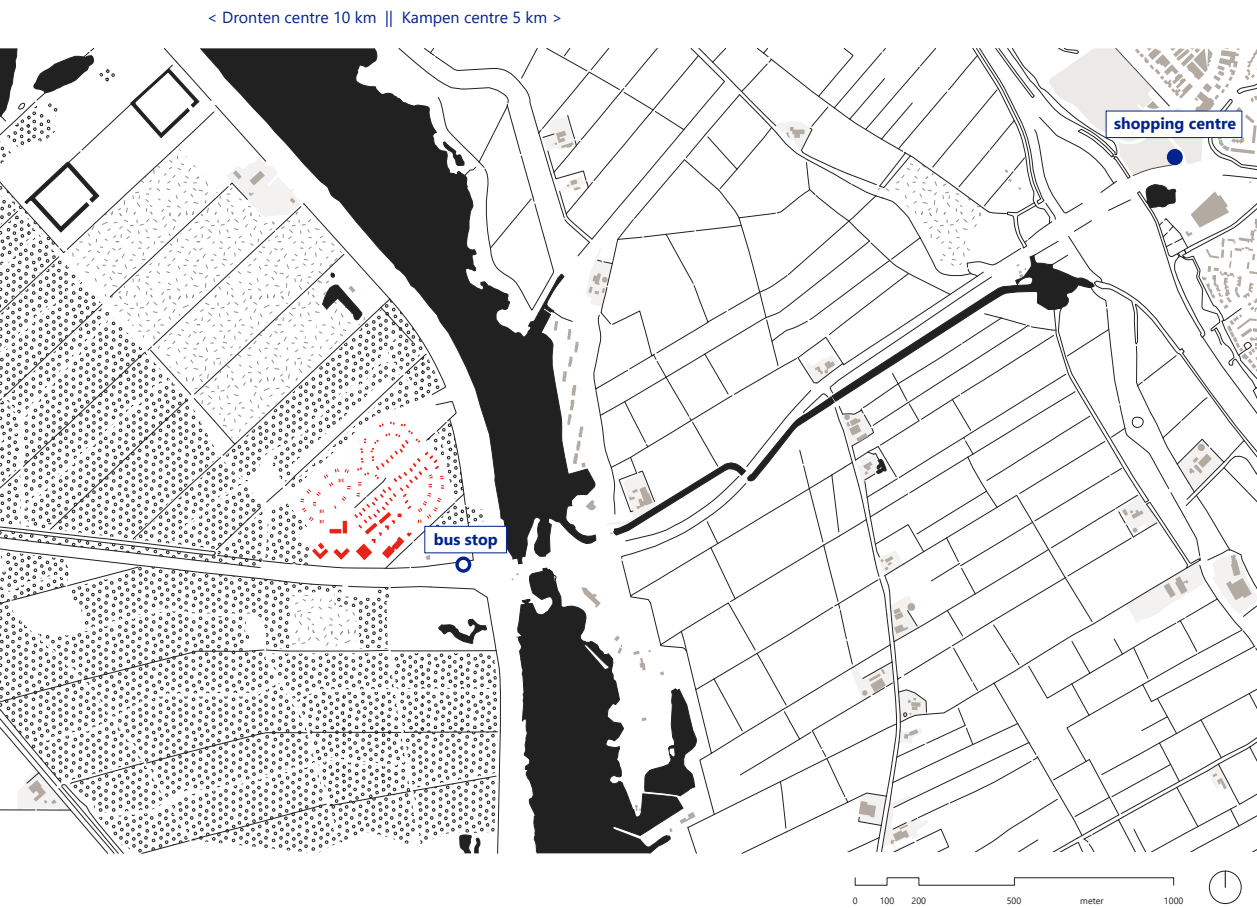 < Dronten centre 10 km || Kampen centre 5 km >
shopping centre
bus stop
0 100 200 500 meter 1000